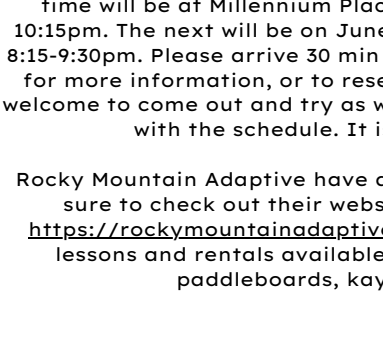 time will be at Millennium Plac
10:15pm. The next will be on June
8:15-9:30pm. Please arrive 30 min
for more information, or to rese
welcome to come out and try as w
with the schedule. It i
Rocky Mountain Adaptive have a
sure to check out their webs
https://rockymountainadaptive
lessons and rentals available
paddleboards, kay